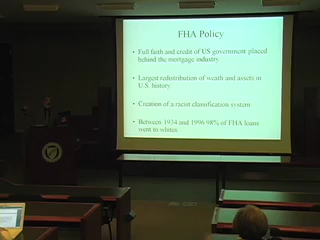 FHA Policy
• Full faith and credit of US government placed
behind the mortgage industry
• Largest redistribution of weath and assets in
U.S. history
• Creation of a racist classification system
• Between 1934 and 1996 98% of FHA loans
went to whites